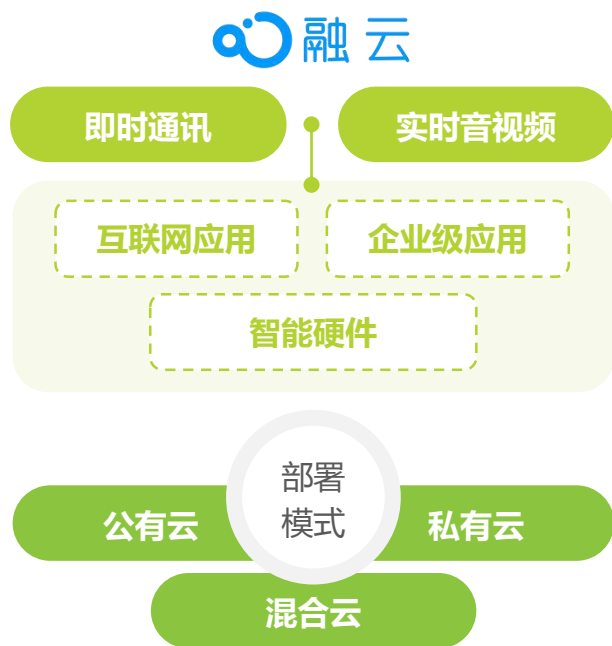 融云
即时通讯
实时音视频
互联网应用
企业级应用
智能硬件
部署
模式
公有云
私有云
混合云